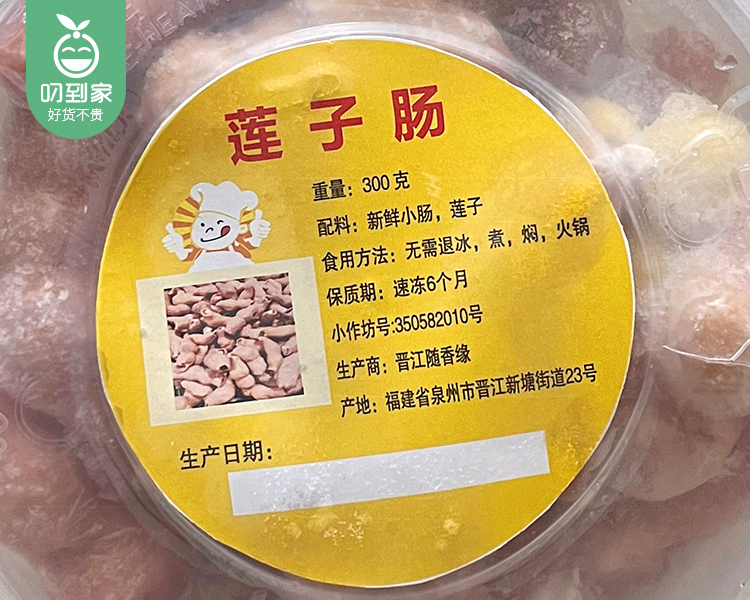 叨到家
好货不贵
莲子肠
重量：300克
配料：新鲜小肠，莲子
食用方法：无需退冰，煮，焖，火锅
保质期：速冻6个月
小作坊号:350582010号
生产商：晋江随香缘
产地：福建省泉州市晋江新塘街道23号
生产日期：